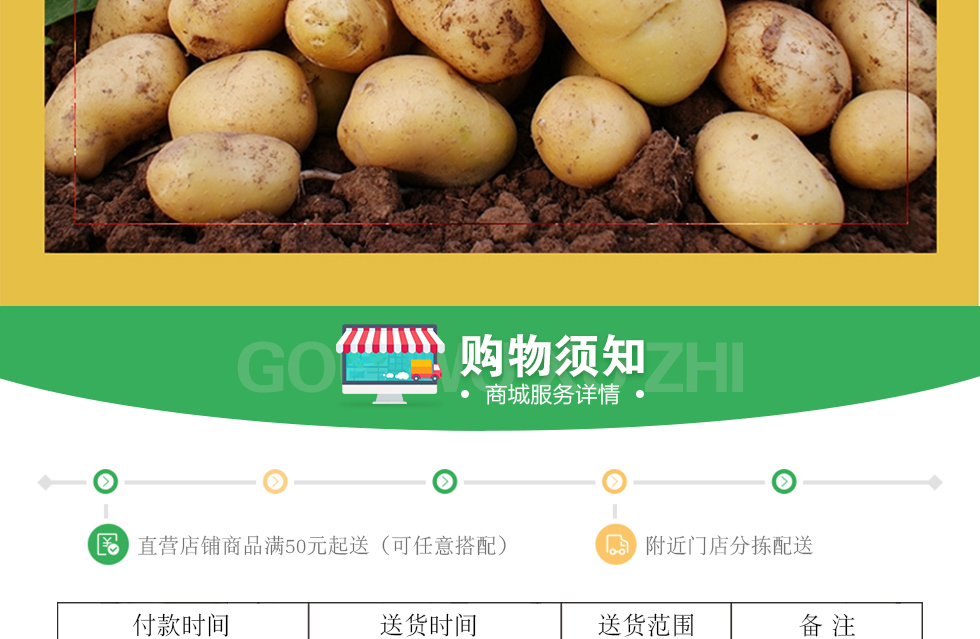 购物须知
• 商城服务详情 •
直营店铺商品满50元起送（可任意搭配）
附近门店分拣配送
付款时间 送货时间 送货范围 备 注